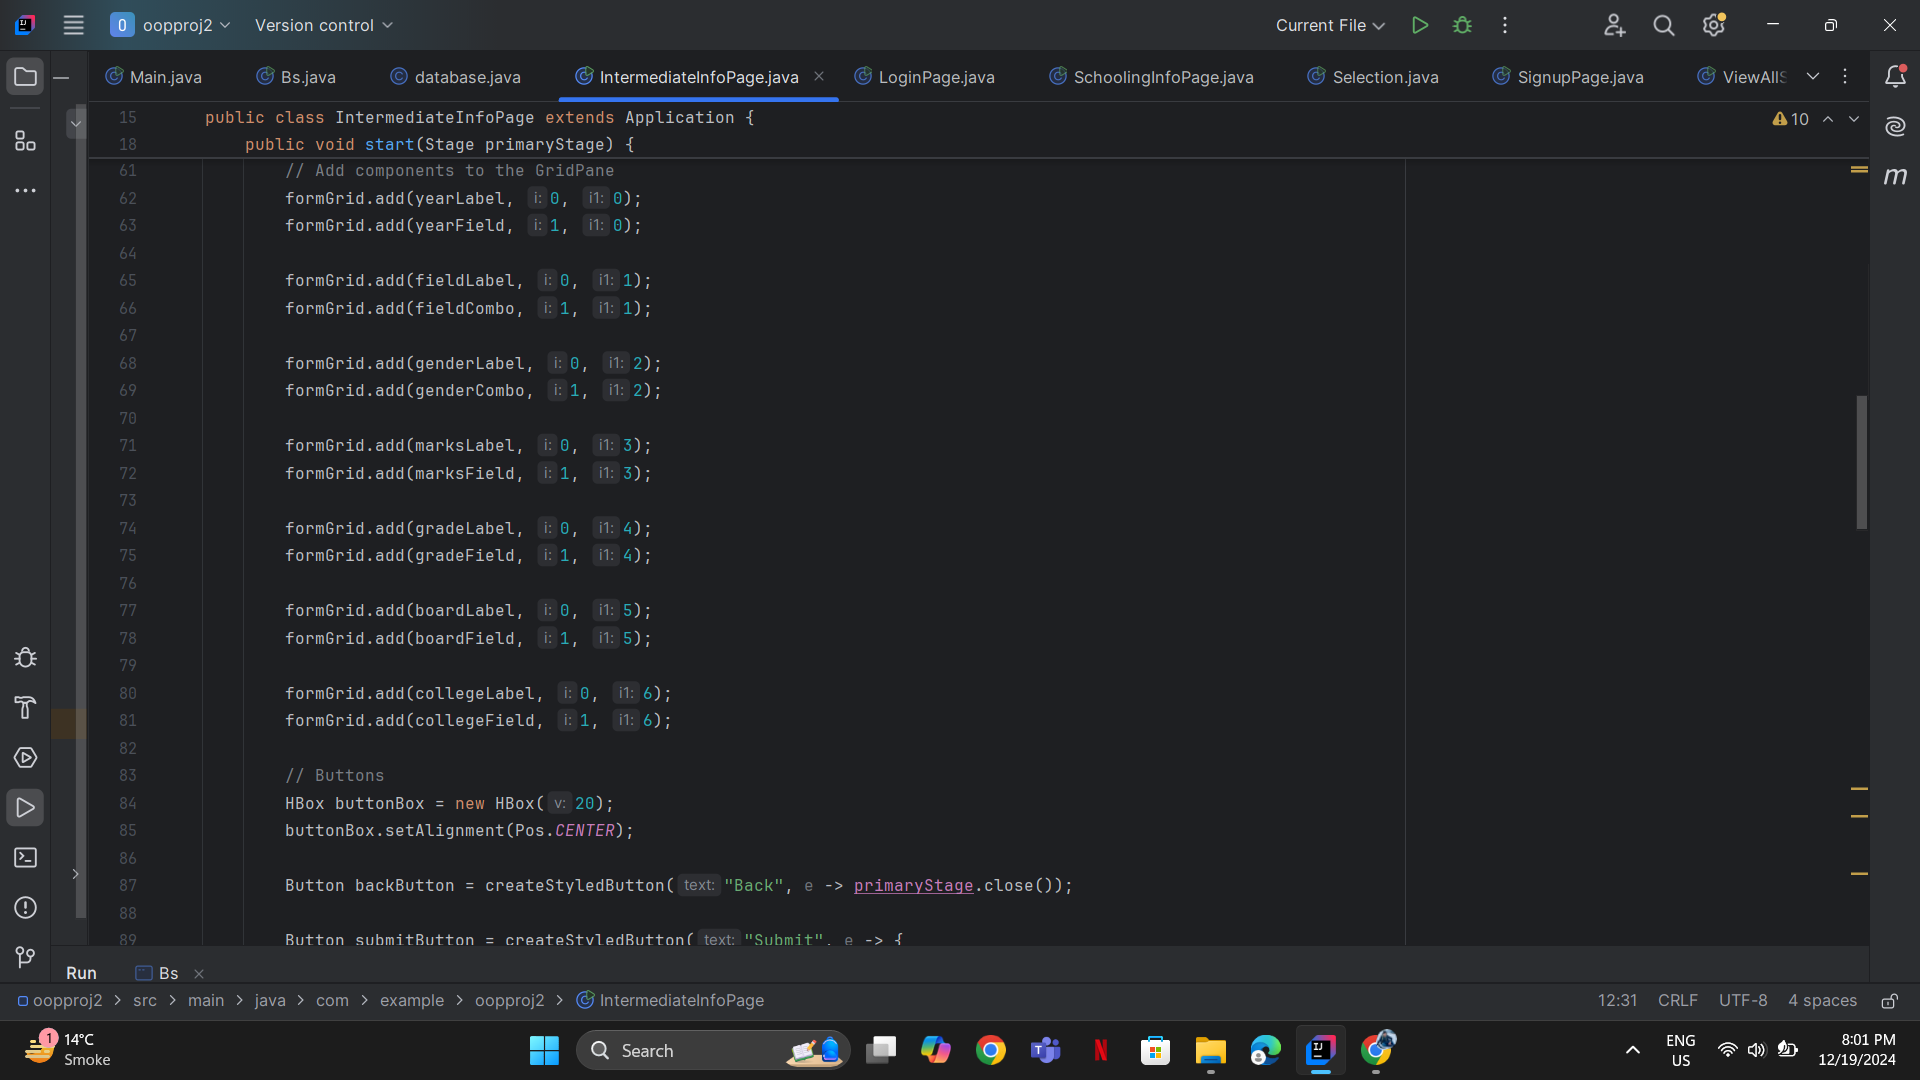 0 oopproj2 Version control Current File
Main.java Bs.java database.java IntermediateInfoPage.java LoginPage.java SchoolingInfoPage.java Selection.java SignupPage.java ViewAllS
15 public class IntermediateInfoPage extends Application { 10
18 public void start(Stage primaryStage) {
61 // Add components to the GridPane
62 formGrid.add(yearLabel, i: 0, i1: 0);
63 formGrid.add(yearField, i: 1, i1: 0);
64
65 formGrid.add(fieldLabel, i: 0, i1: 1);
66 formGrid.add(fieldCombo, i: 1, i1: 1);
67
68 formGrid.add(genderLabel, i: 0, i1: 2);
69 formGrid.add(genderCombo, i: 1, i1: 2);
70
71 formGrid.add(marksLabel, i: 0, i1: 3);
72 formGrid.add(marksField, i: 1, i1: 3);
73
74 formGrid.add(gradeLabel, i: 0, i1: 4);
75 formGrid.add(gradeField, i: 1, i1: 4);
76
77 formGrid.add(boardLabel, i: 0, i1: 5);
78 formGrid.add(boardField, i: 1, i1: 5);
79
80 formGrid.add(collegeLabel, i: 0, i1: 6);
81 formGrid.add(collegeField, i: 1, i1: 6);
82
83 // Buttons
84 HBox buttonBox = new HBox( v: 20);
85 buttonBox.setAlignment(Pos.CENTER);
86
87 Button backButton = createStyledButton( text: "Back", e -> primaryStage.close());
88
89 Button submitButton = createStyledButton( text: "Submit", e -> {
Run Bs
oopproj2 > src > main > java > com > example > oopproj2 > IntermediateInfoPage 12:31 CRLF UTF-8 4 spaces
1 14°C Search ENG 8:01 PM
Smoke US 12/19/2024